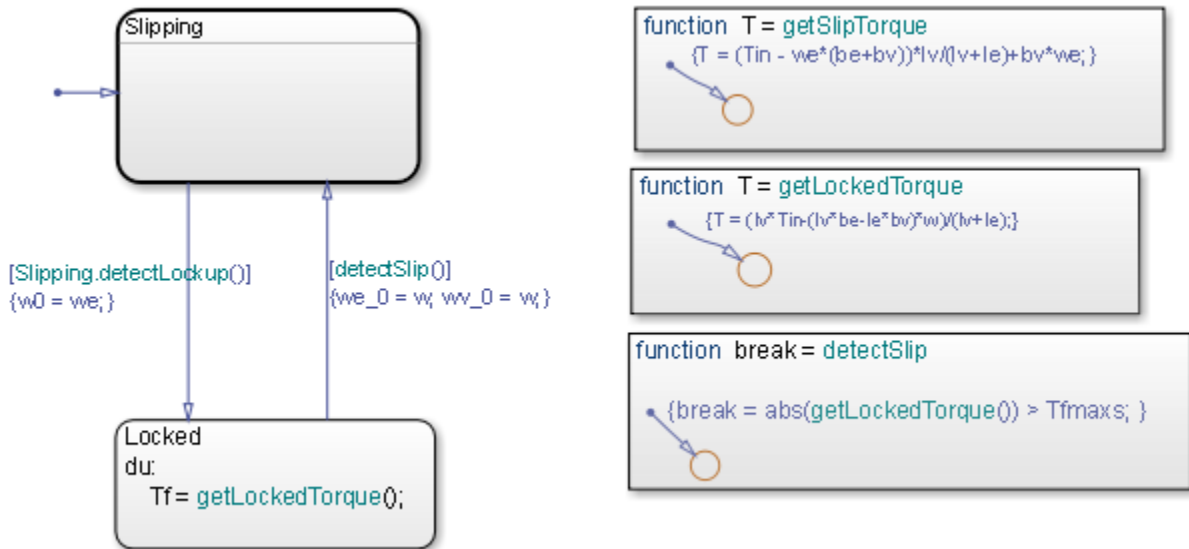 Slipping
[Slipping.detectLockup()]
{w0 = we; }
[detectSlip()]
{we_0 = w; wv_0 = w; }
Locked
du:
Tf = getLockedTorque();
function T = getSlipTorque
{T = (Tin - we*(be+bv))*Iv/(Iv+Ie)+bv*we; }
function T = getLockedTorque
{T = (Iv*Tin-(Iv*be-Ie*bv)*w)/(Iv+Ie);}
function break = detectSlip
{break = abs(getLockedTorque()) > Tfmaxs; }